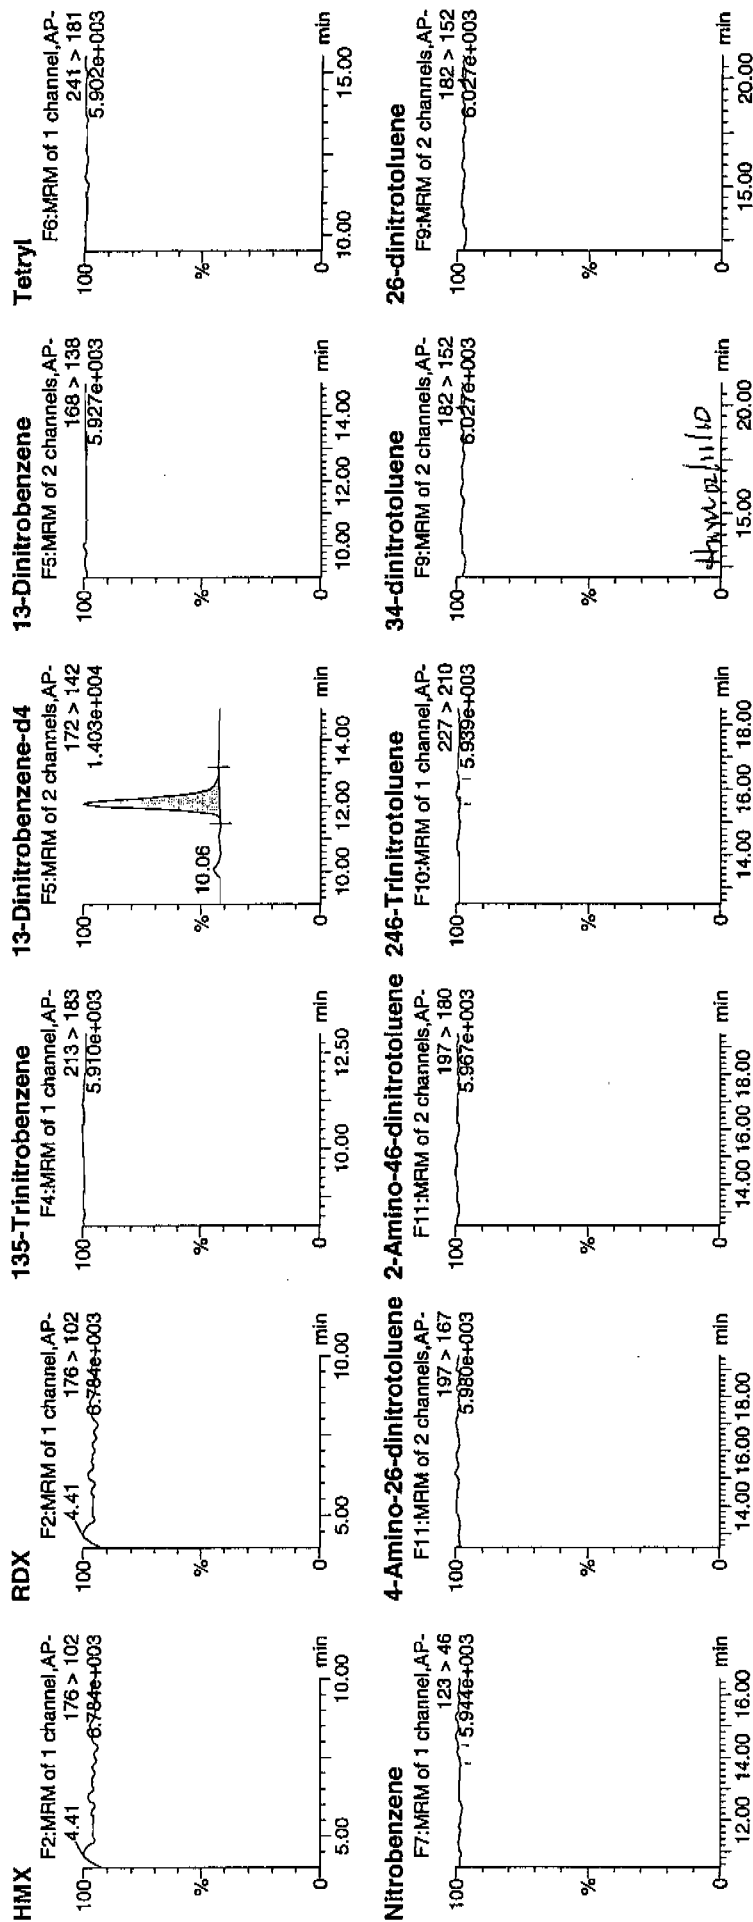 HMX
F2:MRM of 1 channel,AP-
176 > 102
6.784e+003
4.41
100
%
0
5.00 10.00
min
RDX
F2:MRM of 1 channel,AP-
176 > 102
6.784e+003
4.41
100
%
0
5.00 10.00
min
135-Trinitrobenzene
F4:MRM of 1 channel,AP-
213 > 183
5.910e+003
100
%
0
10.00 12.50
min
13-Dinitrobenzene-d4
F5:MRM of 2 channels,AP-
172 > 142
1.403e+004
100
10.06
%
0
10.00 12.00 14.00
min
13-Dinitrobenzene
F5:MRM of 2 channels,AP-
168 > 138
5.927e+003
100
%
0
10.00 12.00 14.00
min
Tetryl
F6:MRM of 1 channel,AP-
241 > 181
5.902e+003
100
%
0
10.00 15.00
min
Nitrobenzene
F7:MRM of 1 channel,AP-
123 > 46
5.944e+003
100
%
0
12.00 14.00 16.00
min
4-Amino-26-dinitrotoluene
F11:MRM of 2 channels,AP-
197 > 167
5.980e+003
100
%
0
14.00 16.00 18.00
min
2-Amino-46-dinitrotoluene
F11:MRM of 2 channels,AP-
197 > 180
5.967e+003
100
%
0
14.00 16.00 18.00
min
246-Trinitrotoluene
F10:MRM of 1 channel,AP-
227 > 210
5.939e+003
100
%
0
14.00 16.00 18.00
min
34-dinitrotoluene
F9:MRM of 2 channels,AP-
182 > 152
6.027e+003
100
%
0
02/11/10
15.00 20.00
min
26-dinitrotoluene
F9:MRM of 2 channels,AP-
182 > 152
6.027e+003
100
%
0
15.00 20.00
min